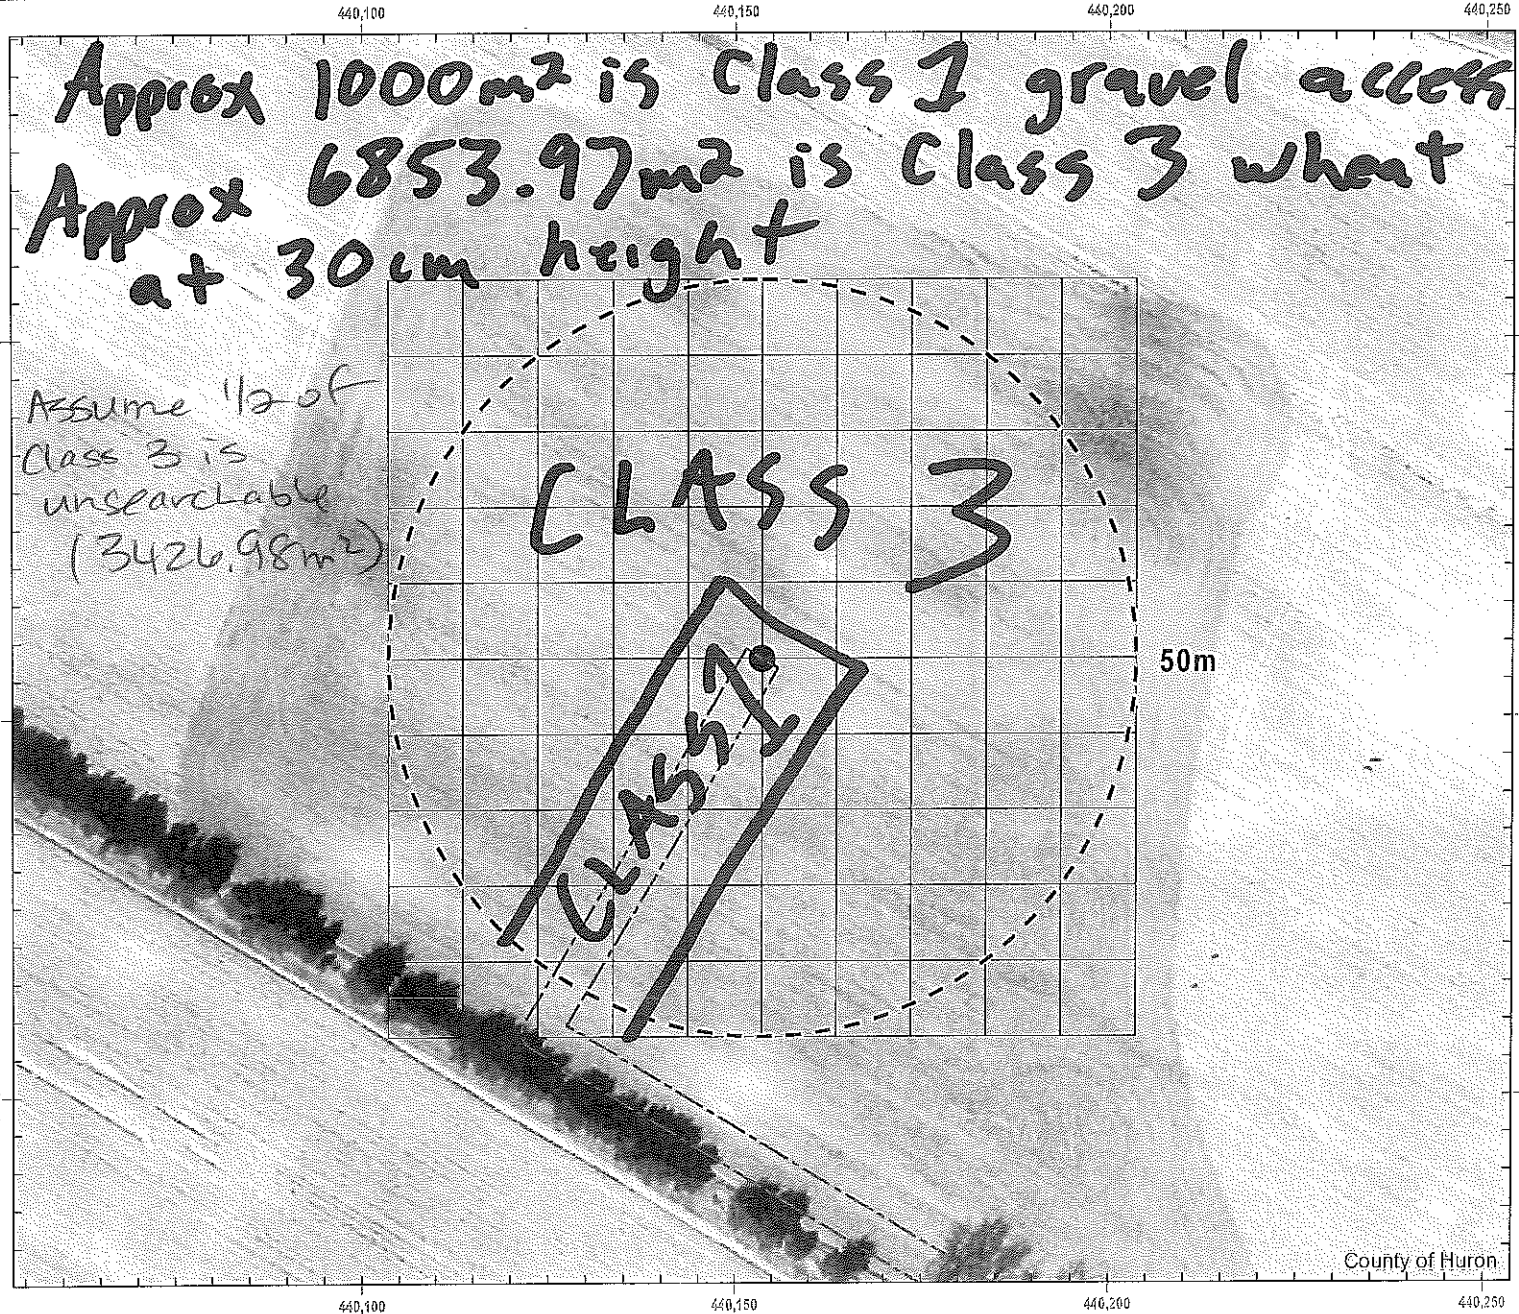 440,100 440,150 440,200 440,250
Approx 1000m² is Class 1 gravel access
Approx 6853.97m² is Class 3 wheat
at 30cm height
Assume 1/2 of
Class 3 is
unsearchable
(3426.98m²)
CLASS 3
CLASS 1
50m
County of Huron
440,100 440,150 440,200 440,250